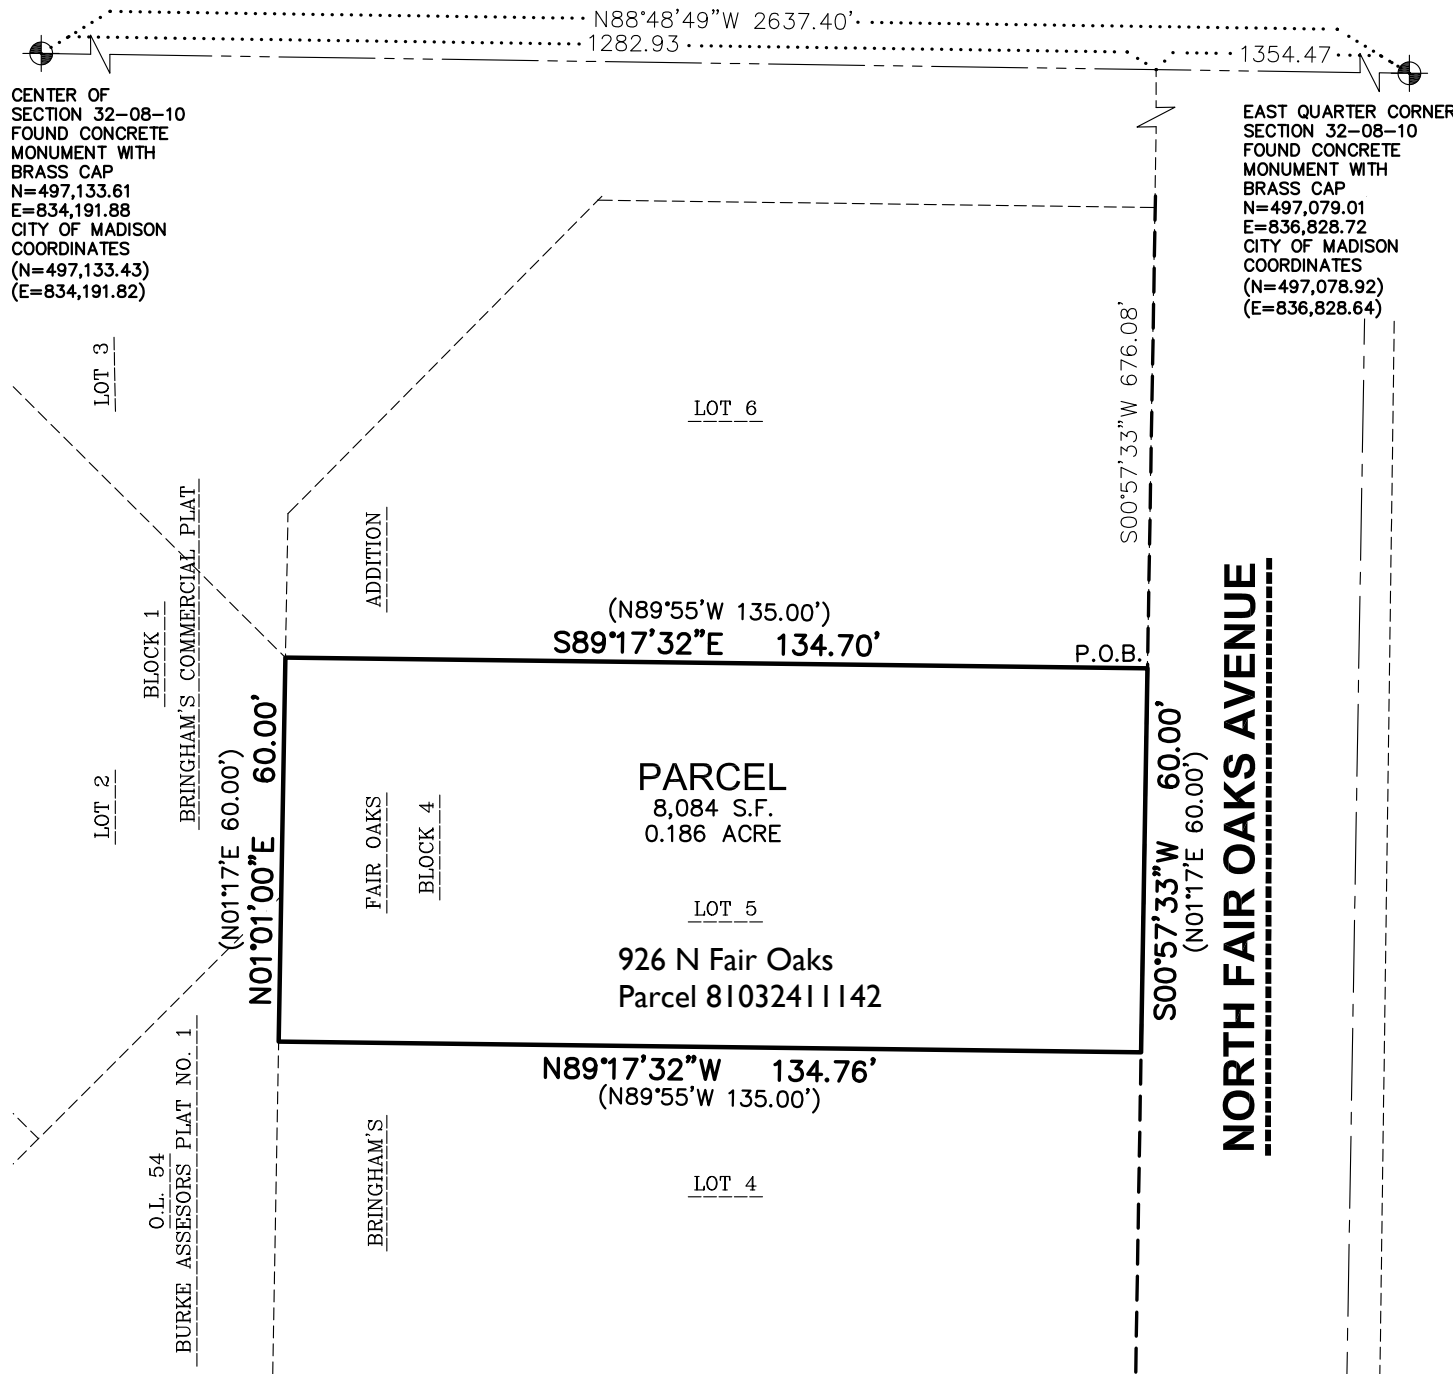 N88°48'49"W 2637.40'
1282.93
1354.47
CENTER OF
SECTION 32-08-10
FOUND CONCRETE
MONUMENT WITH
BRASS CAP
N=497,133.61
E=834,191.88
CITY OF MADISON
COORDINATES
(N=497,133.43)
(E=834,191.82)
EAST QUARTER CORNER
SECTION 32-08-10
FOUND CONCRETE
MONUMENT WITH
BRASS CAP
N=497,079.01
E=836,828.72
CITY OF MADISON
COORDINATES
(N=497,078.92)
(E=836,828.64)
S00°57'33"W 676.08'
LOT 3
LOT 6
BLOCK 1
BRINGHAM'S COMMERCIAL PLAT
ADDITION
(N89°55'W 135.00')
S89°17'32"E 134.70'
P.O.B.
LOT 2
(N01°17'E 60.00')
N01°01'00"E 60.00'
FAIR OAKS
BLOCK 4
PARCEL
8,084 S.F.
0.186 ACRE
LOT 5
926 N Fair Oaks
Parcel 81032411142
S00°57'33"W 60.00'
(N01°17'E 60.00')
NORTH FAIR OAKS AVENUE
N89°17'32"W 134.76'
(N89°55'W 135.00')
O.L. 54
BURKE ASSESORS PLAT NO. 1
BRINGHAM'S
LOT 4